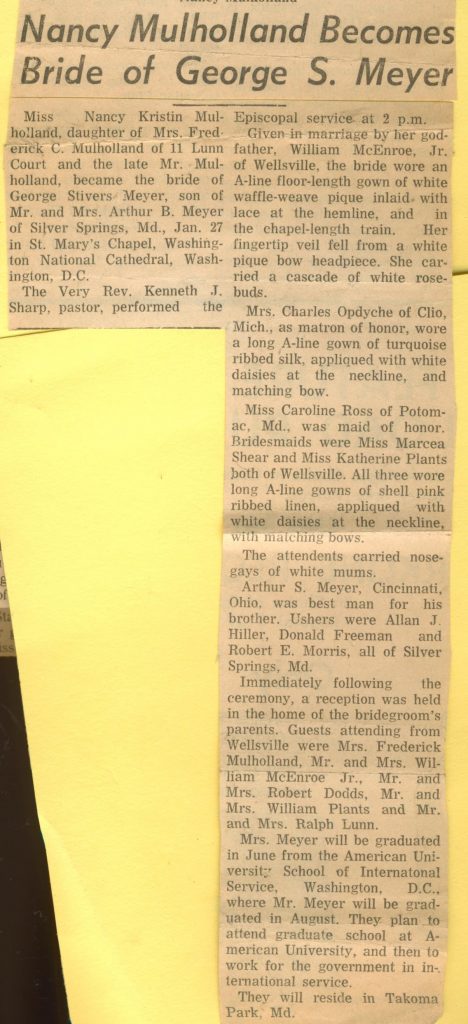 Nancy Mulholland
Nancy Mulholland Becomes
Bride of George S. Meyer
Miss Nancy Kristin Mul-
holland, daughter of Mrs. Fred-
erick C. Mulholland of 11 Lunn
Court and the late Mr. Mul-
holland, became the bride of
George Stivers Meyer, son of
Mr. and Mrs. Arthur B. Meyer
of Silver Springs, Md., Jan. 27
in St. Mary's Chapel, Washing-
ton National Cathedral, Wash-
ington, D.C.
The Very Rev. Kenneth J.
Sharp, pastor, performed the
Episcopal service at 2 p.m.
Given in marriage by her god-
father, William McEnroe, Jr.
of Wellsville, the bride wore an
A-line floor-length gown of white
waffle-weave pique inlaid with
lace at the hemline, and in
the chapel-length train. Her
fingertip veil fell from a white
pique bow headpiece. She car-
ried a cascade of white rose-
buds.
Mrs. Charles Opdyche of Clio,
Mich., as matron of honor, wore
a long A-line gown of turquoise
ribbed silk, appliqued with white
daisies at the neckline, and
matching bow.
Miss Caroline Ross of Potom-
ac, Md., was maid of honor.
Bridesmaids were Miss Marcea
Shear and Miss Katherine Plants
both of Wellsville. All three wore
long A-line gowns of shell pink
ribbed linen, appliqued with
white daisies at the neckline,
with matching bows.
The attendents carried nose-
gays of white mums.
Arthur S. Meyer, Cincinnati,
Ohio, was best man for his
brother. Ushers were Allan J.
Hiller, Donald Freeman and
Robert E. Morris, all of Silver
Springs, Md.
Immediately following the
ceremony, a reception was held
in the home of the bridegroom's
parents. Guests attending from
Wellsville were Mrs. Frederick
Mulholland, Mr. and Mrs. Wil-
liam McEnroe Jr., Mr. and
Mrs. Robert Dodds, Mr. and
Mrs. William Plants and Mr.
and Mrs. Ralph Lunn.
Mrs. Meyer will be graduated
in June from the American Uni-
versity School of Internatonal
Service, Washington, D.C.,
where Mr. Meyer will be grad-
uated in August. They plan to
attend graduate school at A-
merican University, and then to
work for the government in in-
ternational service.
They will reside in Takoma
Park, Md.